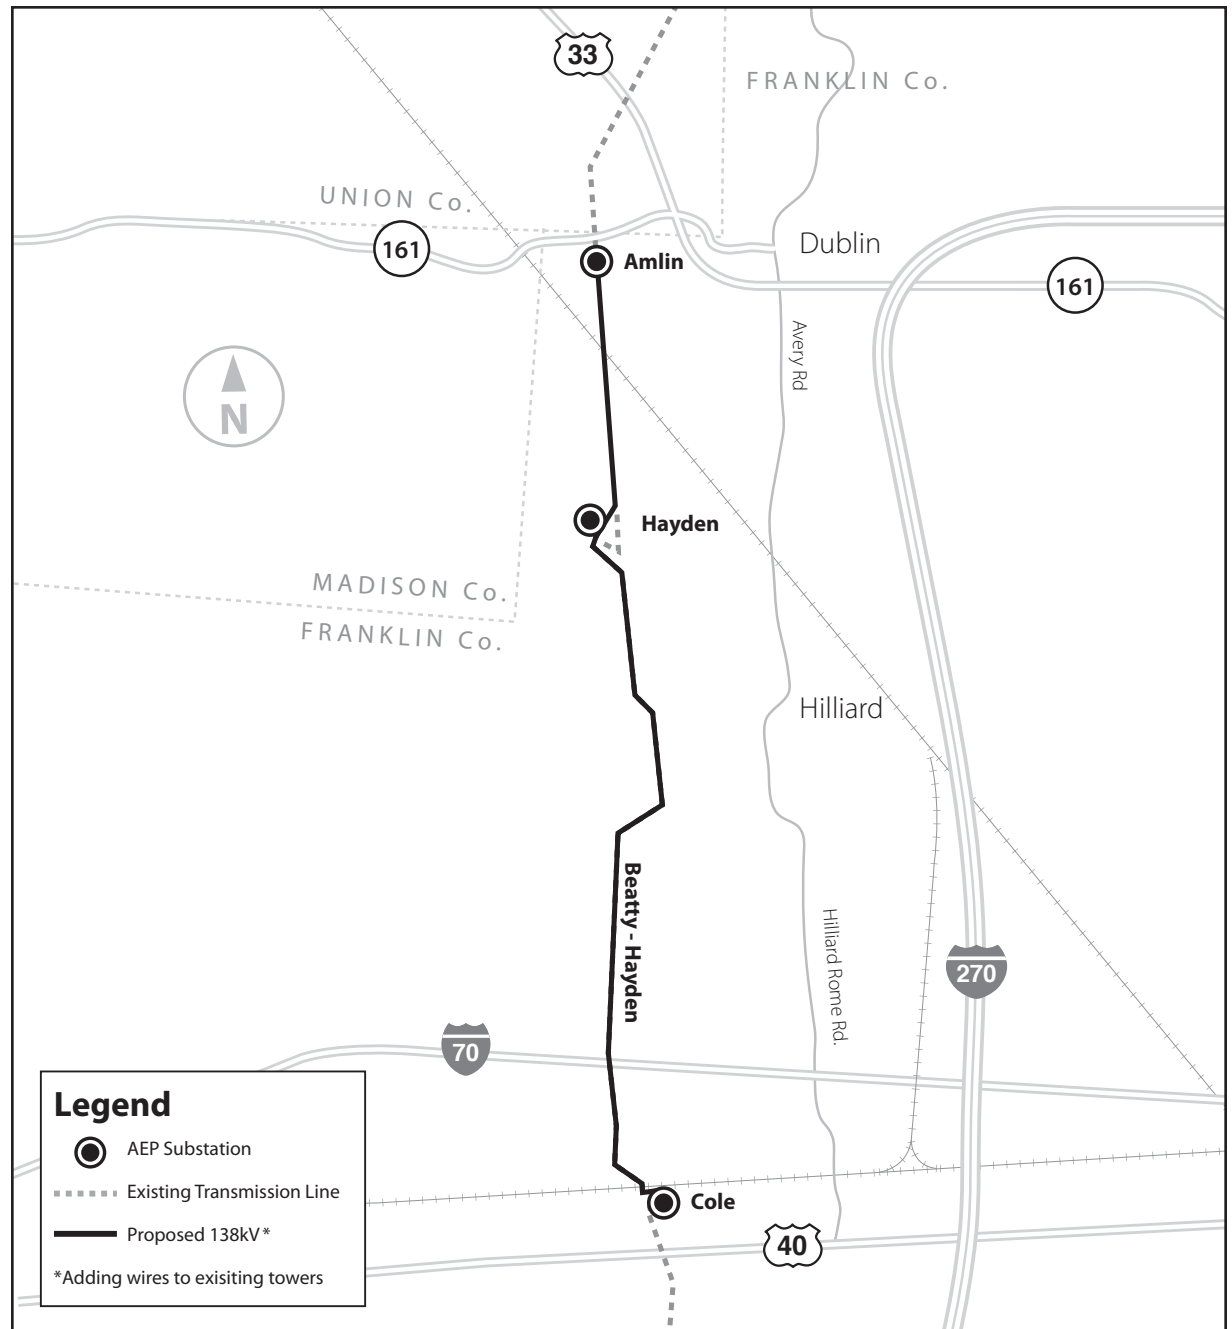 33
FRANKLIN Co.
UNION Co.
161
Dublin
Amlin
161
Avery Rd
N
Hayden
MADISON Co.
FRANKLIN Co.
Hilliard
Beatty - Hayden
Hilliard Rome Rd.
270
70
Legend
AEP Substation
Existing Transmission Line
Proposed 138kV*
*Adding wires to exisiting towers
Cole
40